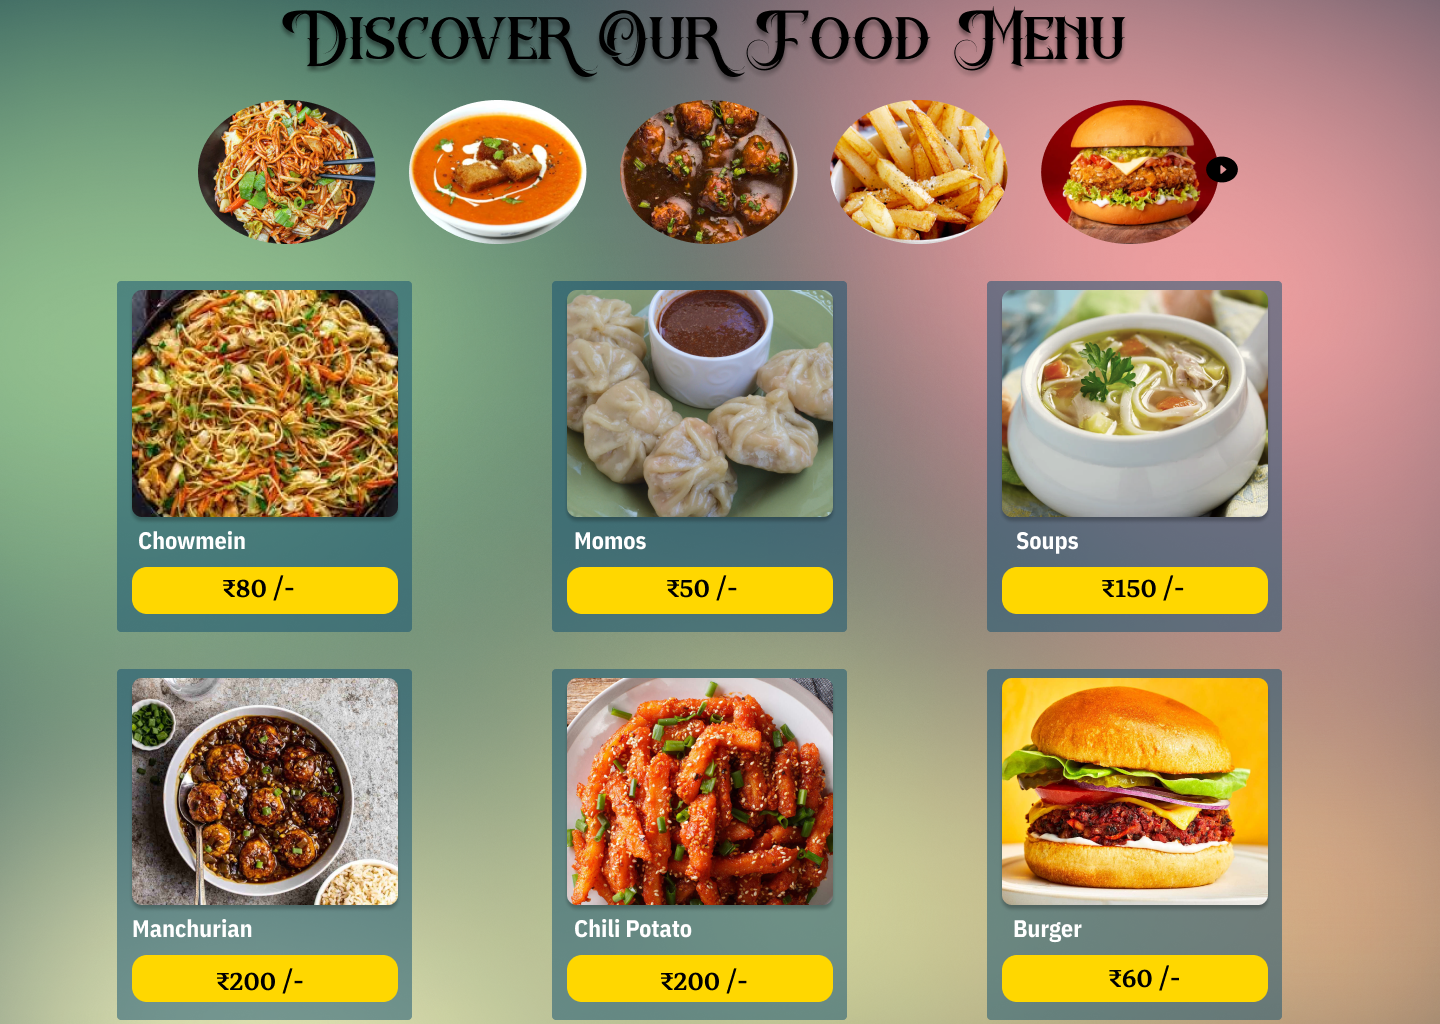 Discover Our Food Menu
Chowmein
Momos
Soups
₹80 /-
₹50 /-
₹150 /-
Manchurian
Chili Potato
Burger
₹200 /-
₹200 /-
₹60 /-